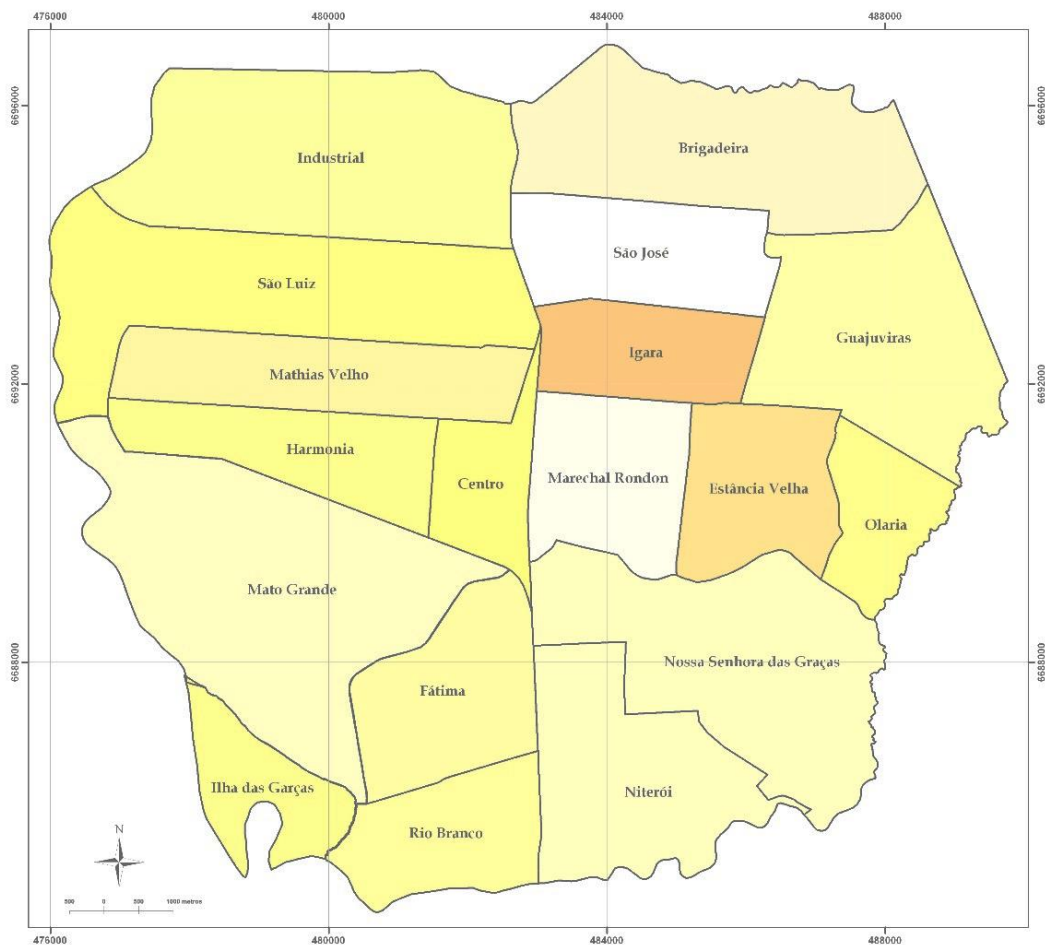 476000 480000 484000 488000
6696000 6696000
Brigadeira
Industrial
São José
São Luiz
Guajuviras
Igara
Mathias Velho
6692000 6692000
Harmonia
Marechal Rondon
Centro
Estância Velha
Olaria
Mato Grande
6688000 6688000
Nossa Senhora das Graças
Fátima
Ilha das Garças
Niterói
N
Rio Branco
500 0 500 1000 metros
476000 480000 484000 488000